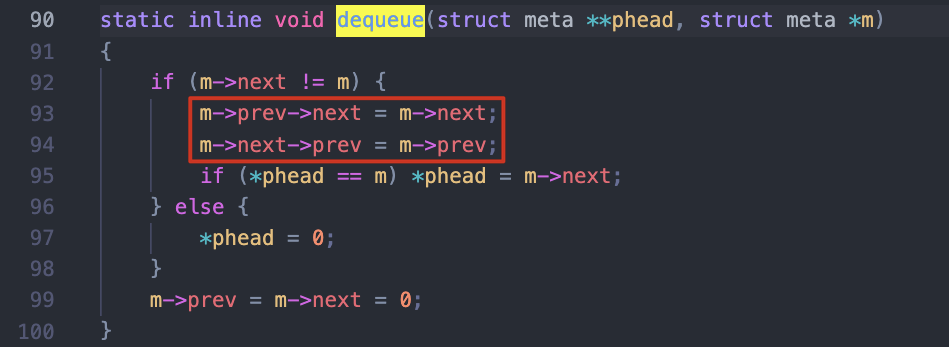 90 static inline void dequeue(struct meta **phead, struct meta *m)
91 {
92     if (m->next != m) {
93         m->prev->next = m->next;
94         m->next->prev = m->prev;
95         if (*phead == m) *phead = m->next;
96     } else {
97         *phead = 0;
98     }
99     m->prev = m->next = 0;
100 }